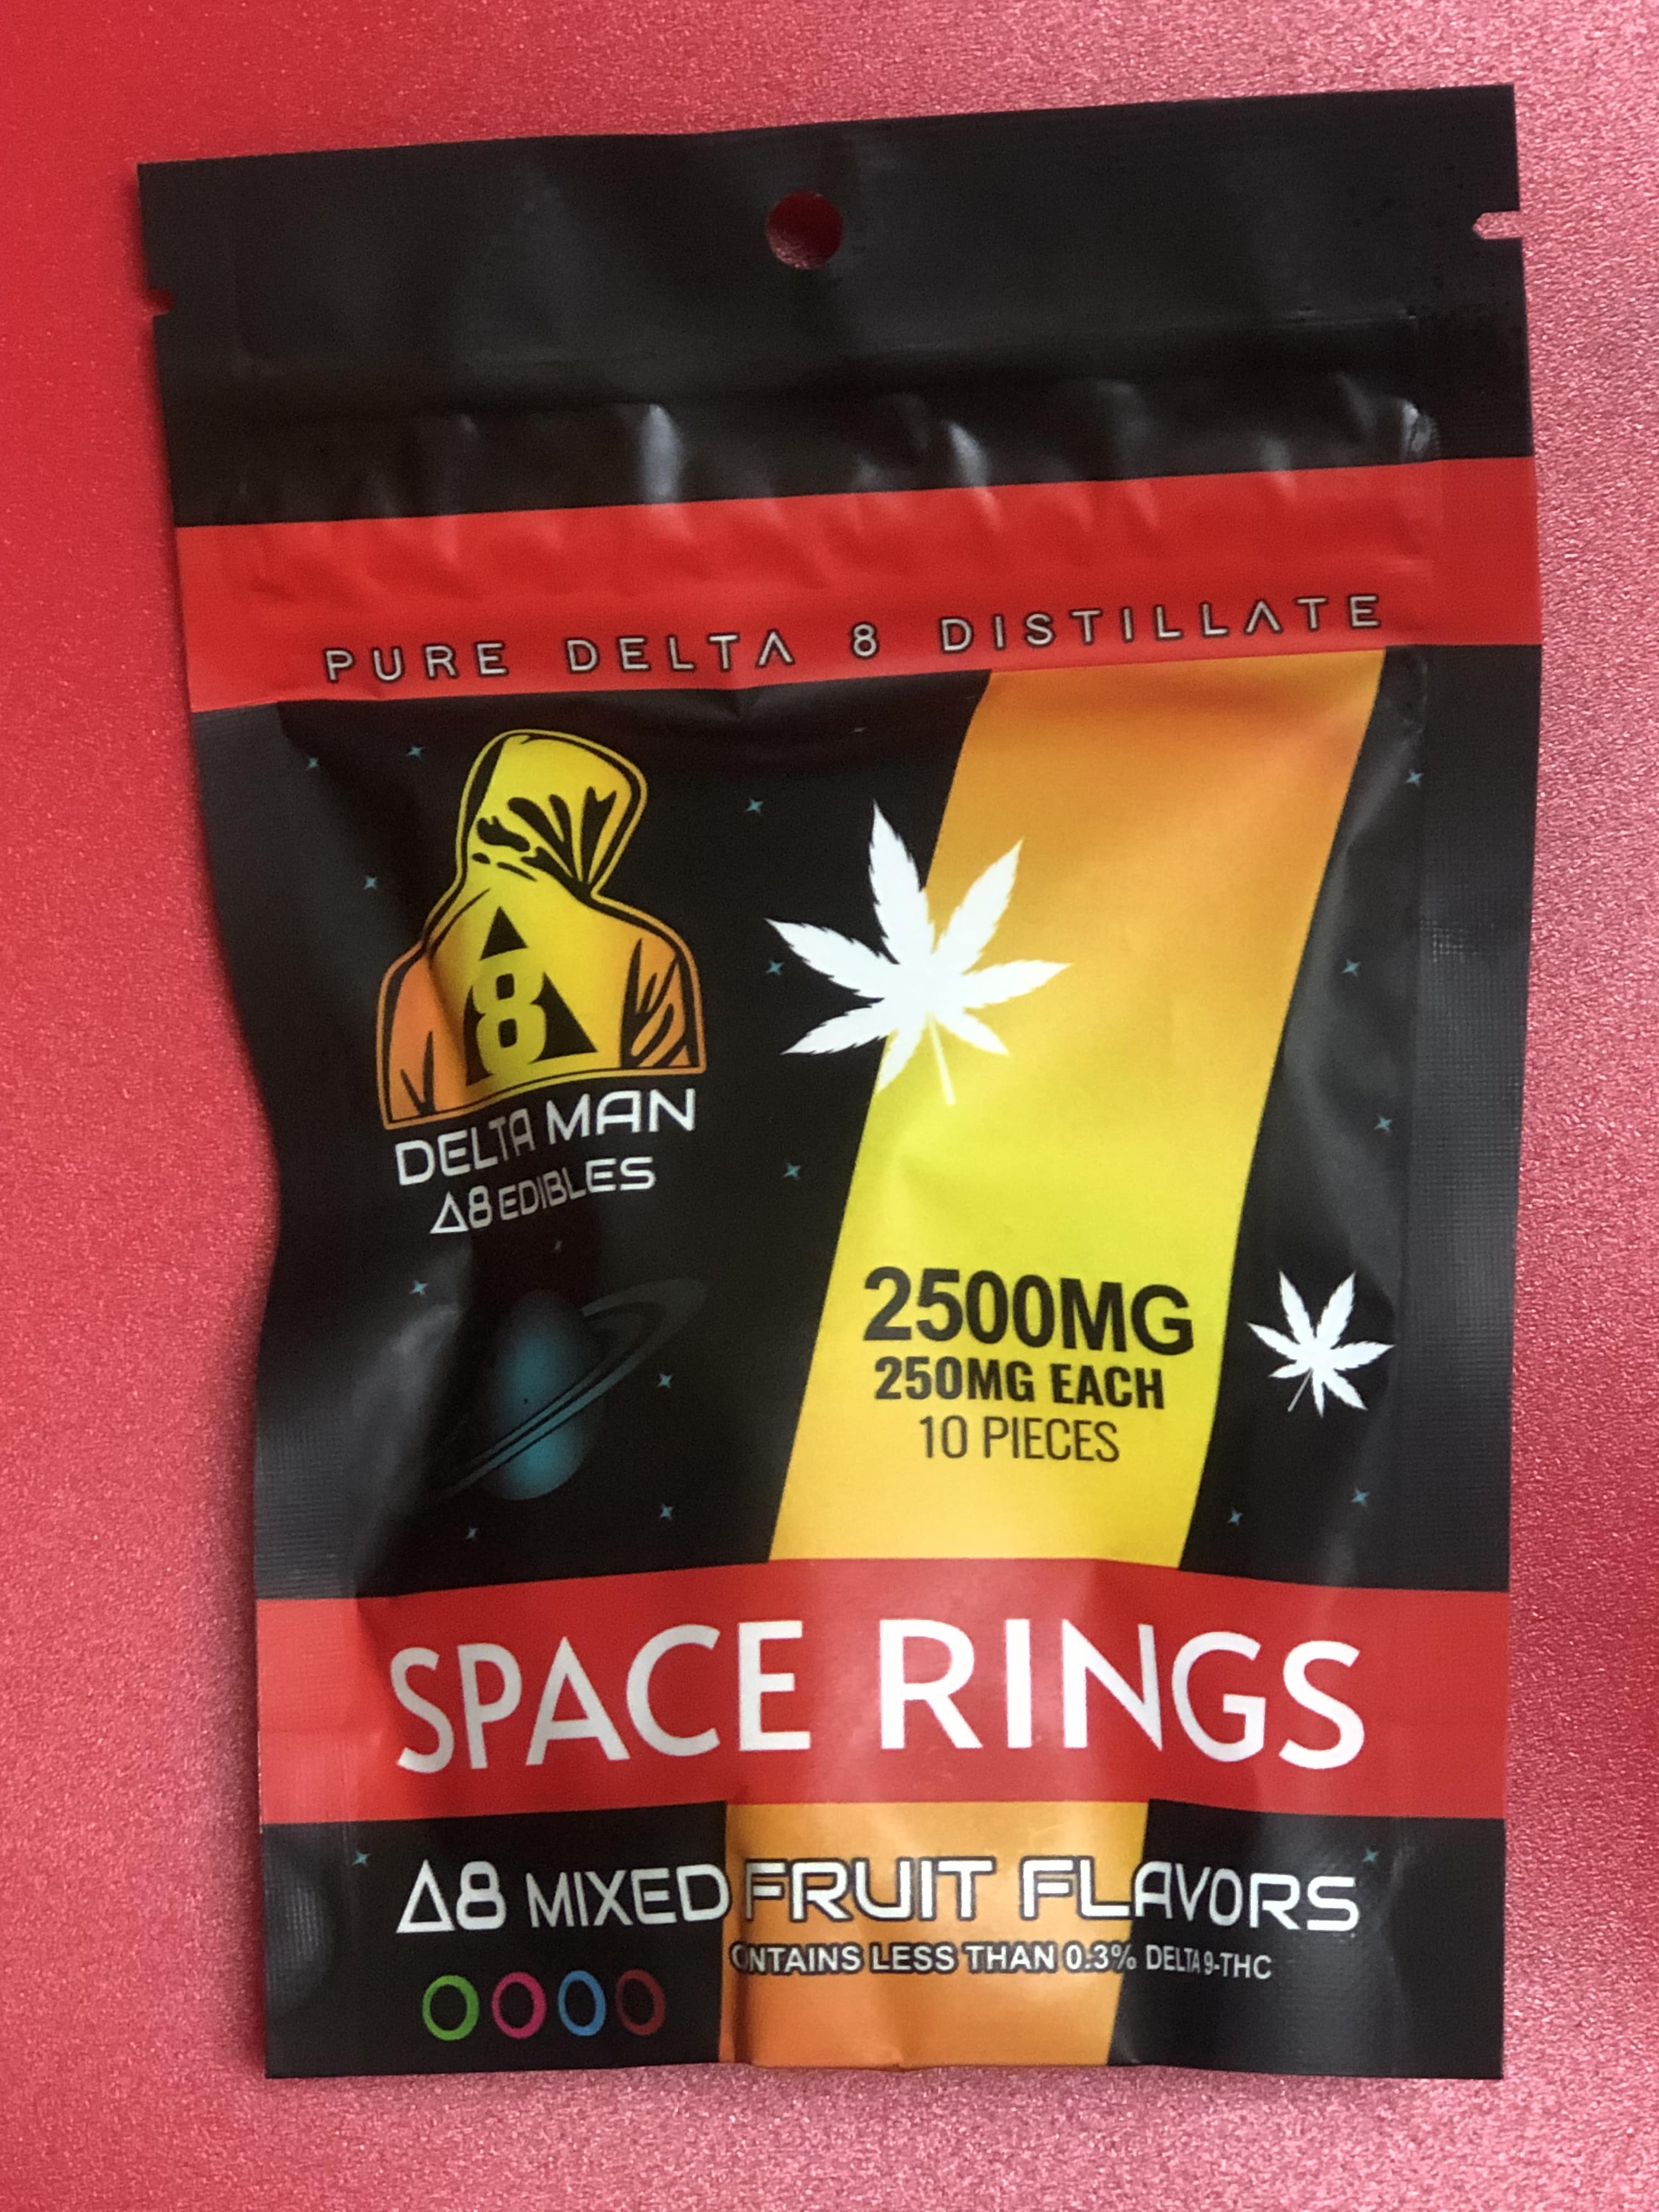 PURE DELTA 8 DISTILLATE
Δ8
DELTA MAN
Δ8 EDIBLES
2500MG
250MG EACH
10 PIECES
SPACE RINGS
Δ8 MIXED FRUIT FLAVORS
ONTAINS LESS THAN 0.3% DELTA 9-THC